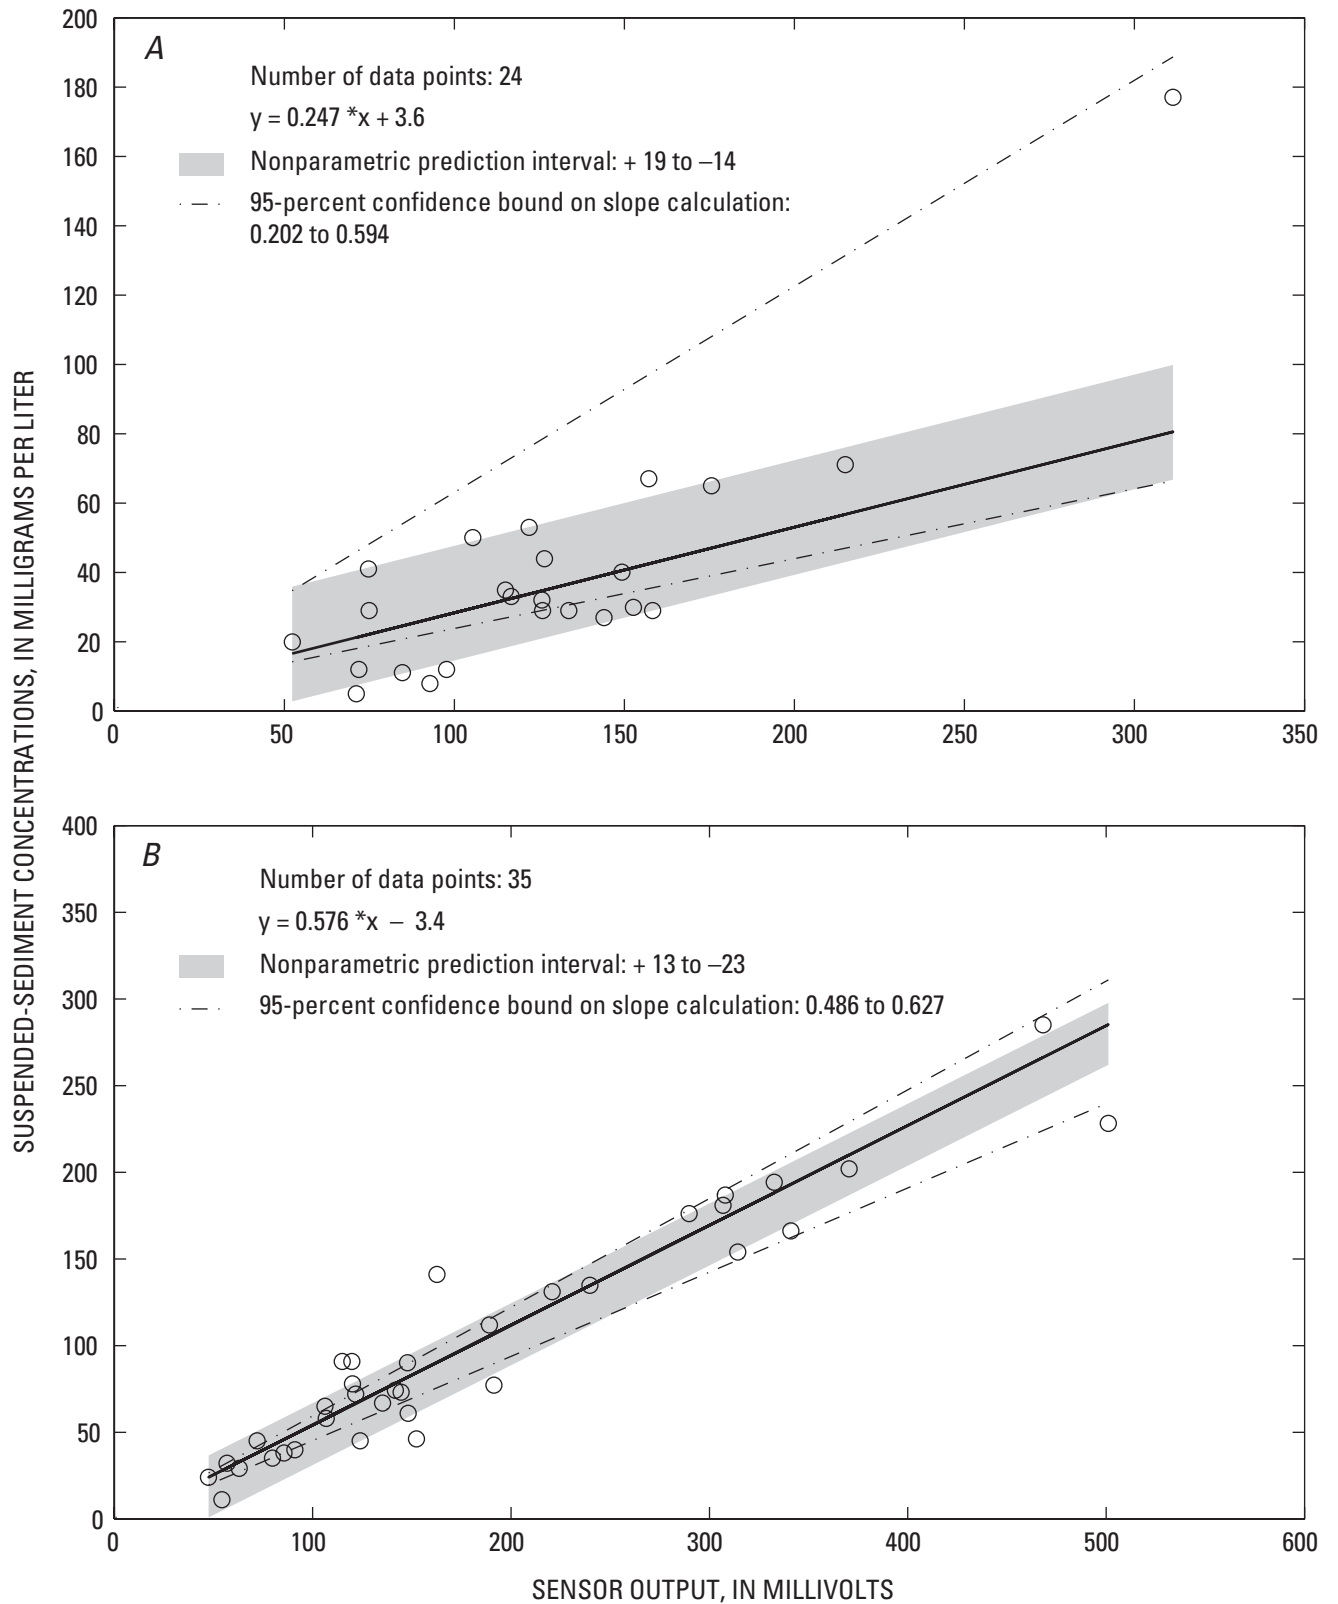 SUSPENDED-SEDIMENT CONCENTRATIONS, IN MILLIGRAMS PER LITER
A
Number of data points: 24
y = 0.247 *x + 3.6
Nonparametric prediction interval: + 19 to –14
95-percent confidence bound on slope calculation:
0.202 to 0.594
200
180
160
140
120
100
80
60
40
20
0
0 50 100 150 200 250 300 350
B
Number of data points: 35
y = 0.576 *x – 3.4
Nonparametric prediction interval: + 13 to –23
95-percent confidence bound on slope calculation: 0.486 to 0.627
400
350
300
250
200
150
100
50
0
0 100 200 300 400 500 600
SENSOR OUTPUT, IN MILLIVOLTS